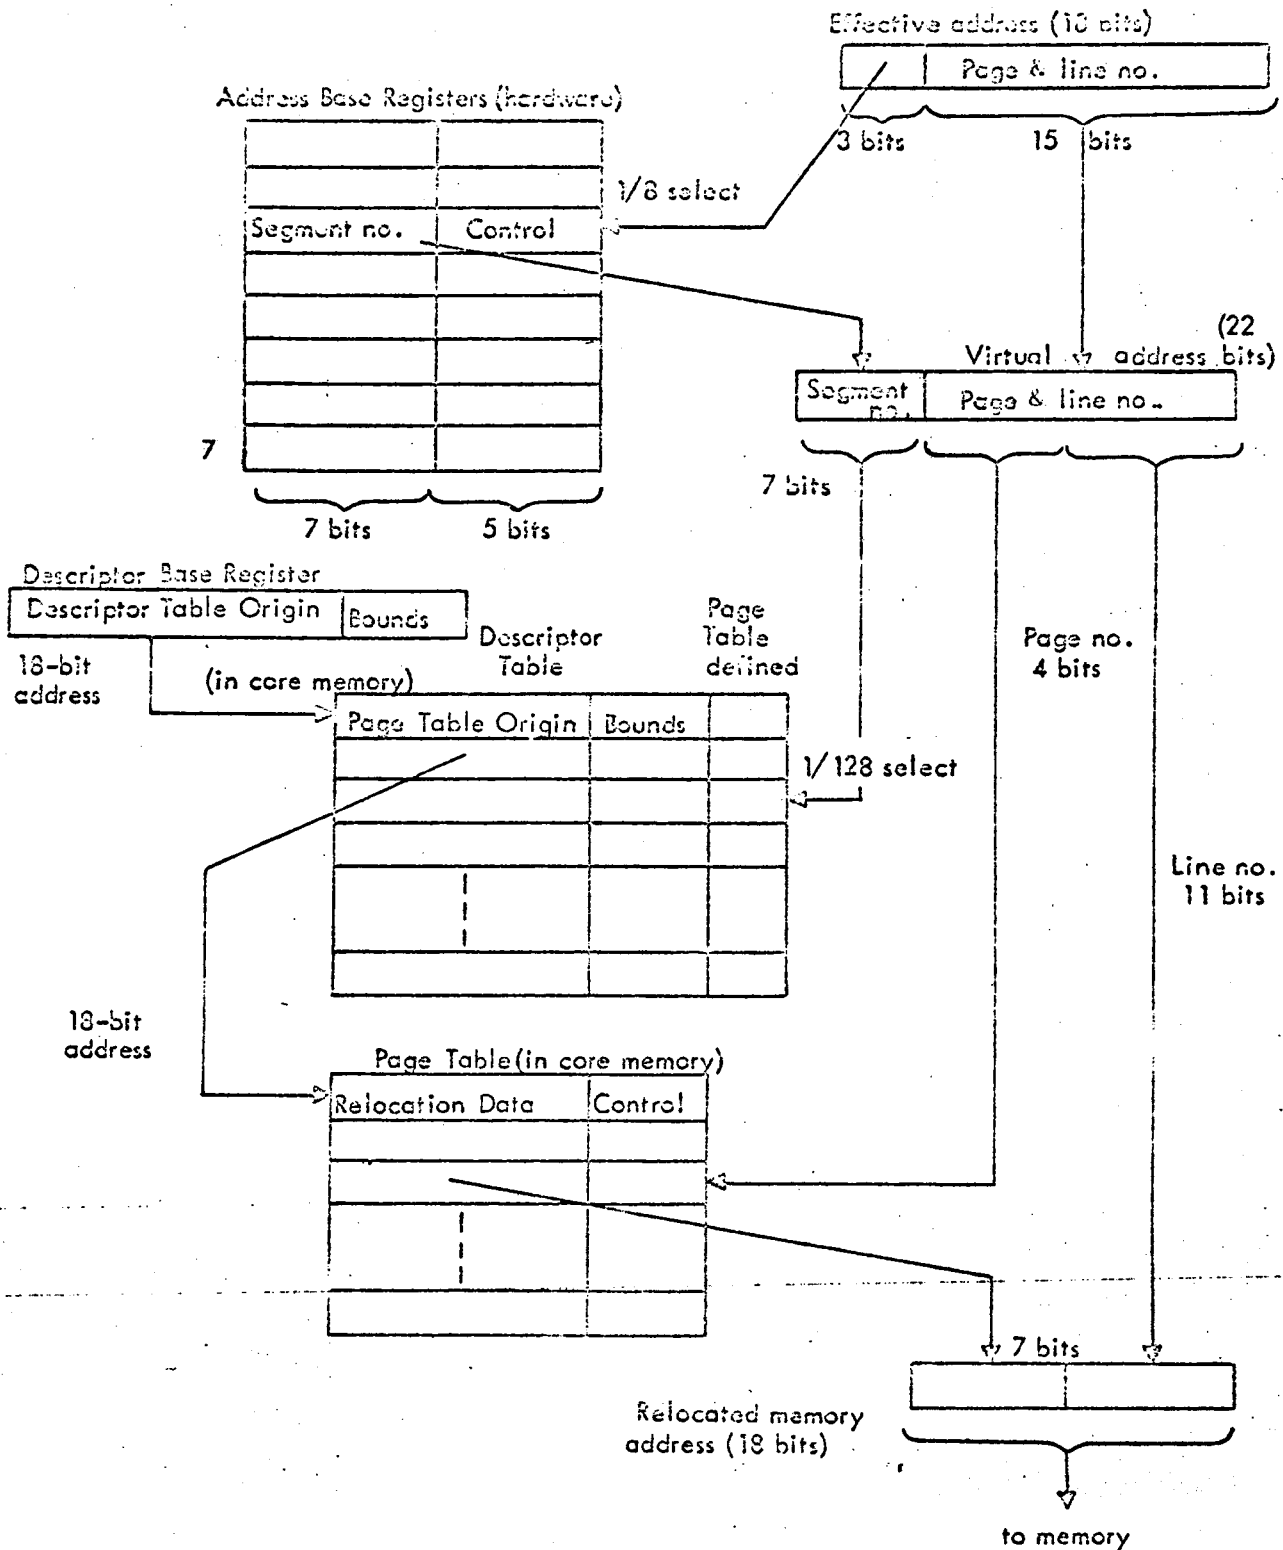 Effective address (18 bits)
Page & line no.
Address Base Registers (hardware)
3 bits
15 bits
1/8 select
Segment no.
Control
(22
Virtual address bits)
Segment
no.
Page & line no.
7
7 bits
7 bits
5 bits
Descriptor Base Register
Descriptor Table Origin
Bounds
18-bit
address
(in core memory)
Descriptor
Table
Page
Table
defined
Page no.
4 bits
Page Table Origin
Bounds
1/128 select
Line no.
11 bits
18-bit
address
Page Table (in core memory)
Relocation Data
Control
7 bits
Relocated memory
address (18 bits)
to memory